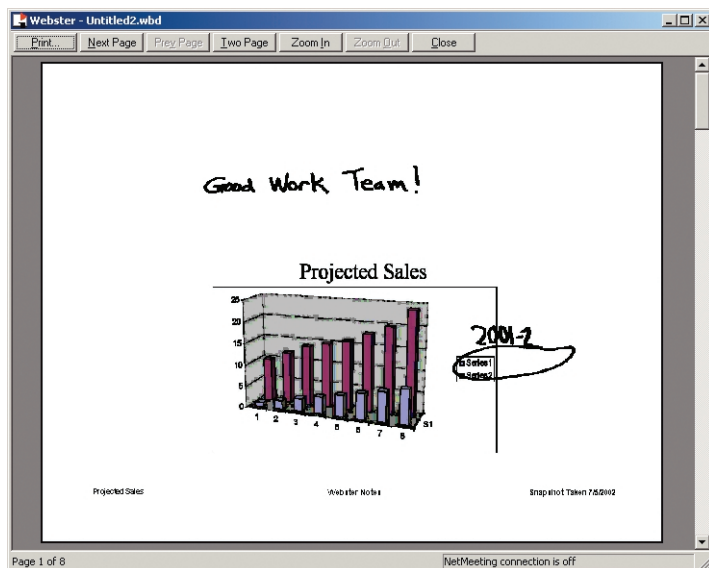 Webster - Untitled2.wbd
Print... Next Page Prev Page Two Page Zoom In Zoom Out Close
Good Work Team!
Projected Sales
25
20
15
10
5
0
1 2 3 4 5 6 7 8 S1
2001-2
Series1
Series2
Projected Sales Webster Notes Snapshot Taken 7/5/2002
Page 1 of 8 NetMeeting connection is off